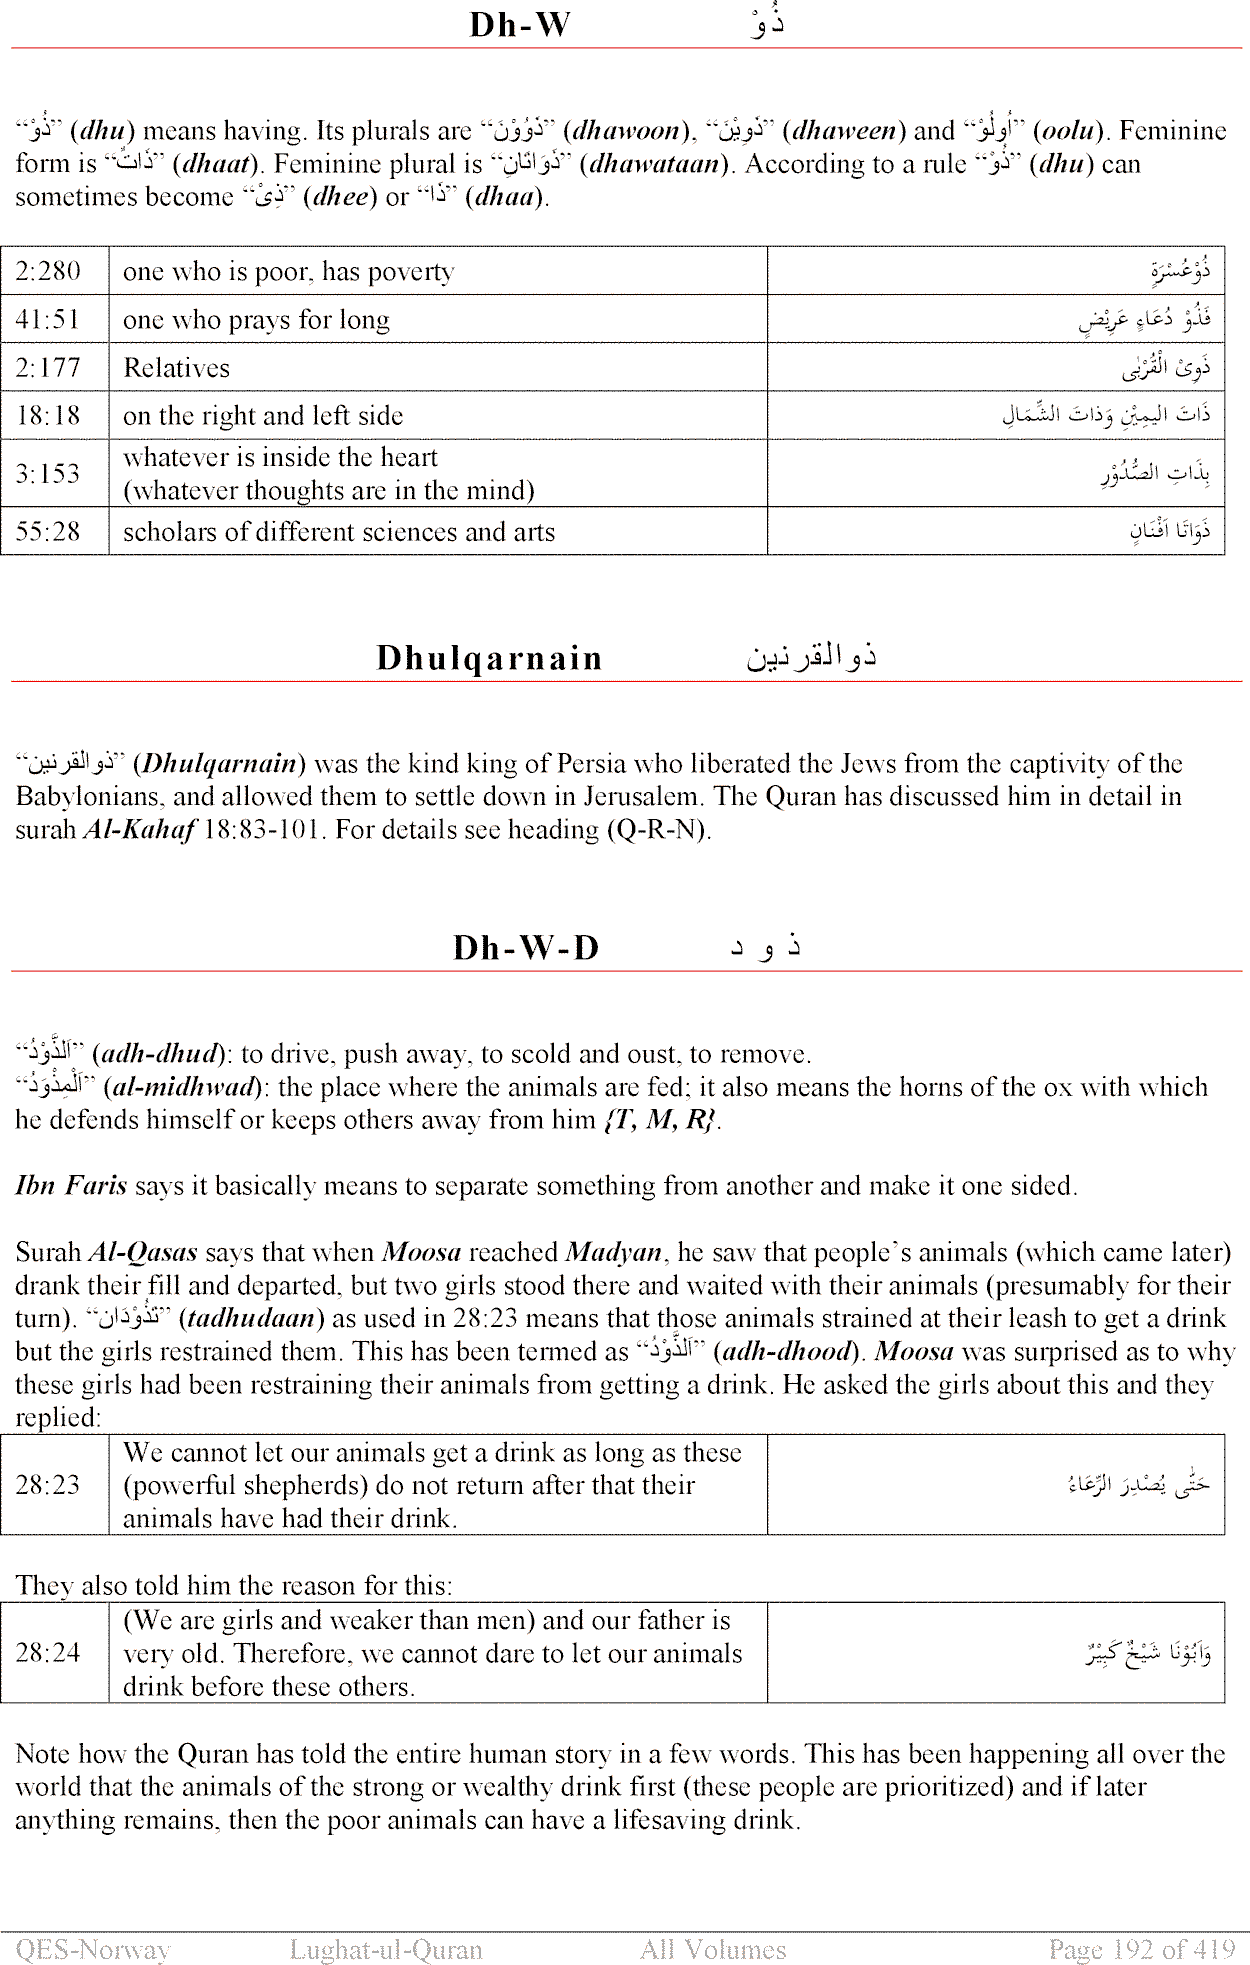 Dh-W ذُوْ
“ذُوْ” (dhu) means having. Its plurals are “ذَوُوْنَ” (dhawoon), “ذَوِيْنَ” (dhaween) and “اُولُوْ” (oolu). Feminine
form is “ذَاتٌ” (dhaat). Feminine plural is “ذَوَاتَانِ” (dhawataan). According to a rule “ذُوْ” (dhu) can
sometimes become “ذِىْ” (dhee) or “ذَا” (dhaa).
2:280 one who is poor, has poverty ذُوْعُسْرَةٍ
41:51 one who prays for long فَذُوْ دُعَاءٍ عَرِيْضٍ
2:177 Relatives ذَوِىْ الْقُرْبٰى
18:18 on the right and left side ذَاتَ اليمِيْنِ وَذاتَ الشِّمَالِ
3:153 whatever is inside the heart
(whatever thoughts are in the mind) بِذَاتِ الصُّدُوْرِ
55:28 scholars of different sciences and arts ذَوَاتَا اَفْنَانٍ
Dhulqarnain ذوالقرنين
“ذوالقرنين” (Dhulqarnain) was the kind king of Persia who liberated the Jews from the captivity of the
Babylonians, and allowed them to settle down in Jerusalem. The Quran has discussed him in detail in
surah Al-Kahaf 18:83-101. For details see heading (Q-R-N).
Dh-W-D ذ و د
“اَلذَّوْدُ” (adh-dhud): to drive, push away, to scold and oust, to remove.
“اَلْمِذْوَدُ” (al-midhwad): the place where the animals are fed; it also means the horns of the ox with which
he defends himself or keeps others away from him {T, M, R}.
Ibn Faris says it basically means to separate something from another and make it one sided.
Surah Al-Qasas says that when Moosa reached Madyan, he saw that people’s animals (which came later)
drank their fill and departed, but two girls stood there and waited with their animals (presumably for their
turn). “تَذُوْدَان” (tadhudaan) as used in 28:23 means that those animals strained at their leash to get a drink
but the girls restrained them. This has been termed as “اَلذَّوْدُ” (adh-dhood). Moosa was surprised as to why
these girls had been restraining their animals from getting a drink. He asked the girls about this and they
replied:
28:23 We cannot let our animals get a drink as long as these
(powerful shepherds) do not return after that their
animals have had their drink. حَتّٰى يُصْدِرَ الرِّعَاءُ
They also told him the reason for this:
28:24 (We are girls and weaker than men) and our father is
very old. Therefore, we cannot dare to let our animals
drink before these others. وَاَبُوْنَا شَيْخٌ كَبِيْرٌ
Note how the Quran has told the entire human story in a few words. This has been happening all over the
world that the animals of the strong or wealthy drink first (these people are prioritized) and if later
anything remains, then the poor animals can have a lifesaving drink.
QES-Norway Lughat-ul-Quran All Volumes Page 192 of 419